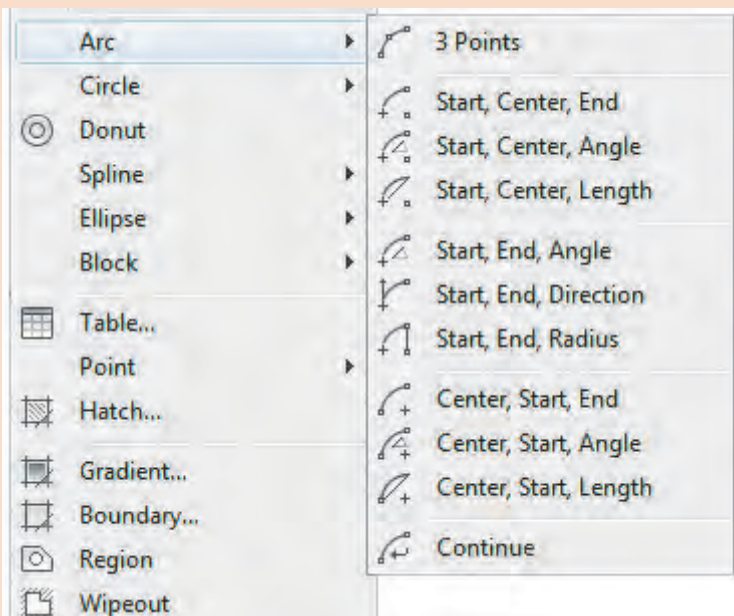 Arc
Circle
Donut
Spline
Ellipse
Block
Table...
Point
Hatch...
Gradient...
Boundary...
Region
Wipeout
3 Points
Start, Center, End
Start, Center, Angle
Start, Center, Length
Start, End, Angle
Start, End, Direction
Start, End, Radius
Center, Start, End
Center, Start, Angle
Center, Start, Length
Continue